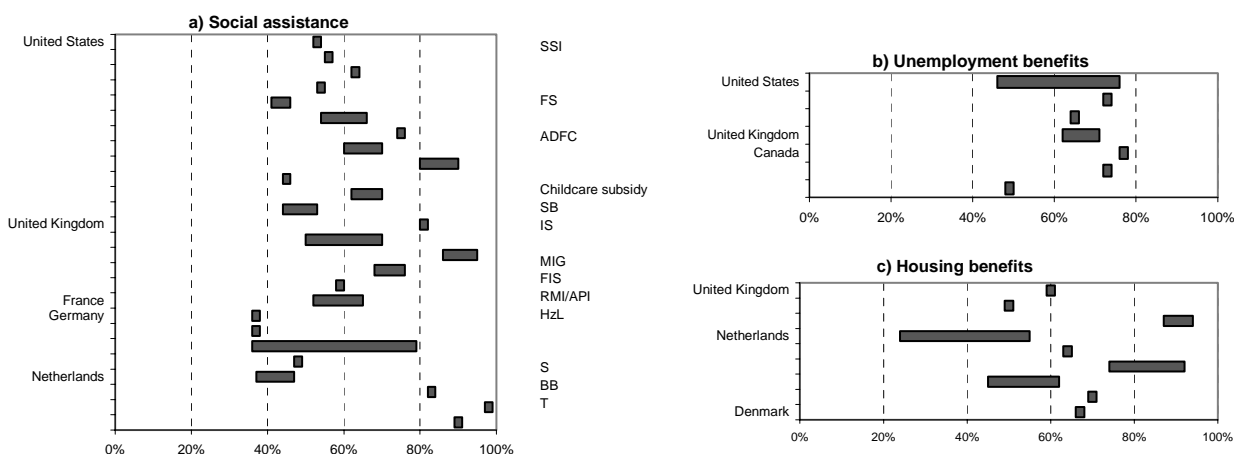 a) Social assistance
United States
United Kingdom
France
Germany
Netherlands
SSI
FS
ADFC
Childcare subsidy
SB
IS
MIG
FIS
RMI/API
HzL
S
BB
T
0% 20% 40% 60% 80% 100%
b) Unemployment benefits
United States
United Kingdom
Canada
0% 20% 40% 60% 80% 100%
c) Housing benefits
United Kingdom
Netherlands
Denmark
0% 20% 40% 60% 80% 100%